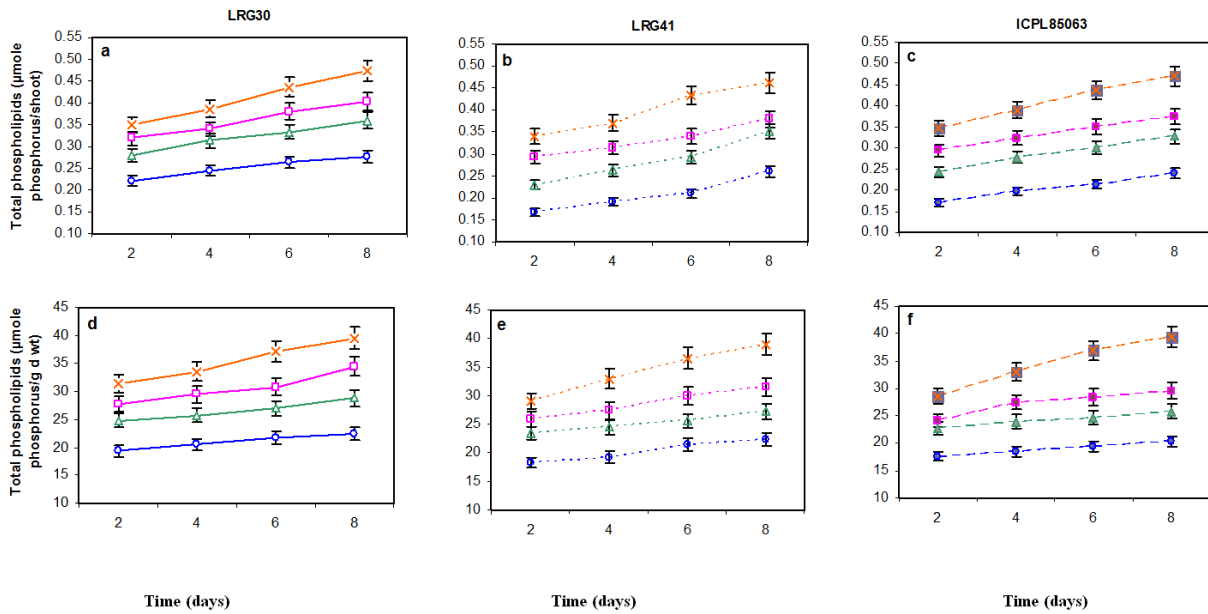 LRG30
LRG41
ICPL85063
Total phospholipids (µmole
phosphorus/shoot)
a
0.55
0.50
0.45
0.40
0.35
0.30
0.25
0.20
0.15
0.10
2 4 6 8
b
0.55
0.50
0.45
0.40
0.35
0.30
0.25
0.20
0.15
0.10
2 4 6 8
c
0.55
0.50
0.45
0.40
0.35
0.30
0.25
0.20
0.15
0.10
2 4 6 8
Total phospholipids (µmole
phosphorus/g d wt)
d
45
40
35
30
25
20
15
10
2 4 6 8
e
45
40
35
30
25
20
15
10
2 4 6 8
f
45
40
35
30
25
20
15
10
2 4 6 8
Time (days)
Time (days)
Time (days)